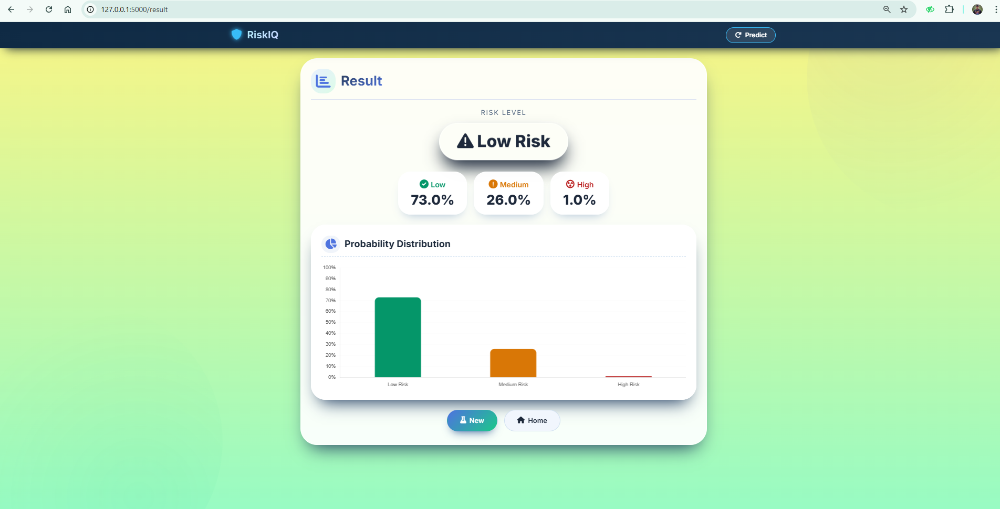 127.0.0.1:5000/result
RiskIQ
Predict
Result
RISK LEVEL
Low Risk
Low
Medium
High
73.0%
26.0%
1.0%
Probability Distribution
100%
90%
80%
70%
60%
50%
40%
30%
20%
10%
0%
Low Risk
Medium Risk
High Risk
New
Home